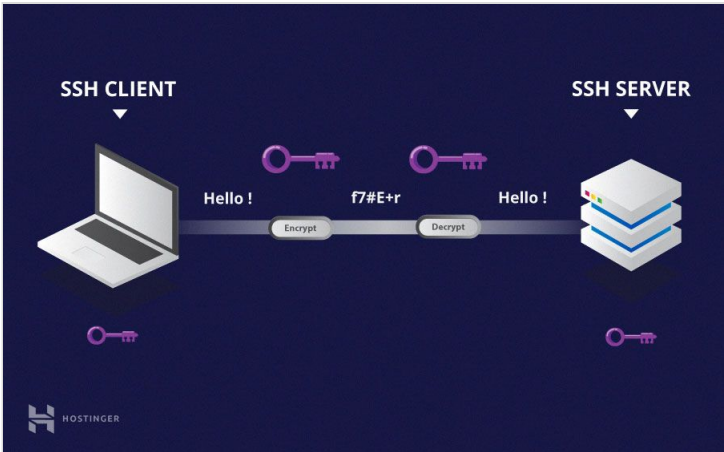 SSH CLIENT
SSH SERVER
Hello !
f7#E+r
Hello !
Encrypt
Decrypt
HOSTINGER